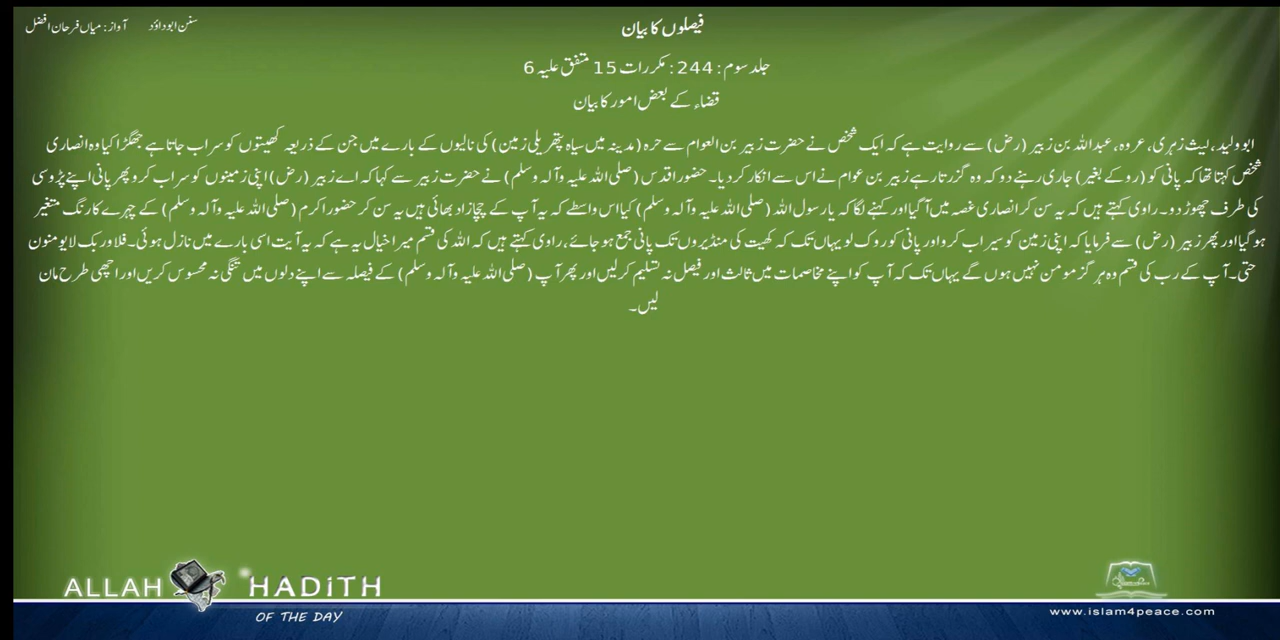 سنن ابوداؤد آواز: میاں فرحان افضل
فیصلوں کا بیان
جلد سوم : 244 : مکررات 15 متفق علیہ 6
قضاء کے بعض امور کا بیان
ابوولید، لیث زہری، عروہ، عبداللہ بن زبیر (رض) سے روایت ہے کہ ایک شخص نے حضرت زبیر بن العوام سے حرہ (مدینہ میں سیاہ پتھریلی زمین) کی نالیوں کے بارے میں جن کے ذریعہ کھیتوں کو سراب جاتا ہے جھگڑا کیا وہ انصاری
شخص کہتا تھا کہ پانی کو (روکے بغیر) جاری رہنے دو کہ وہ گزرتا رہے زبیر بن عوام نے اس سے انکار کردیا۔ حضور اقدس (صلی اللہ علیہ وآلہ وسلم) نے حضرت زبیر سے کہا کہ اے زبیر (رض) اپنی زمینوں کو سراب کرو پھر پانی اپنے پڑوسی
کی طرف چھوڑ دو۔ راوی کہتے ہیں کہ یہ سن کر انصاری غصہ میں آگیا اور کہنے لگا کہ یا رسول اللہ (صلی اللہ علیہ وآلہ وسلم) کیا اس واسطے کہ یہ آپ کے چچازاد بھائی ہیں یہ سن کر حضور اکرم (صلی اللہ علیہ وآلہ وسلم) کے چہرے کا رنگ متغیر
ہوگیا اور پھر زبیر (رض) سے فرمایا کہ اپنی زمین کو سیراب کرو اور پانی کو روک لو یہاں تک کہ کھیت کی منڈیروں تک پانی جمع ہو جائے، راوی کہتے ہیں کہ اللہ کی قسم میرا خیال یہ ہے کہ یہ آیت اسی بارے میں نازل ہوئی۔ فلا وربک لایومنون
حتی۔ آپ کے رب کی قسم وہ ہرگز مومن نہیں ہوں گے یہاں تک کہ آپ کو اپنے مخاصمات میں ثالث اور فیصل نہ تسلیم کرلیں اور پھر آپ (صلی اللہ علیہ وآلہ وسلم) کے فیصلہ سے اپنے دلوں میں تنگی نہ محسوس کریں اور اچھی طرح مان
لیں۔
ALLAH HADITH
OF THE DAY
www.islam4peace.com